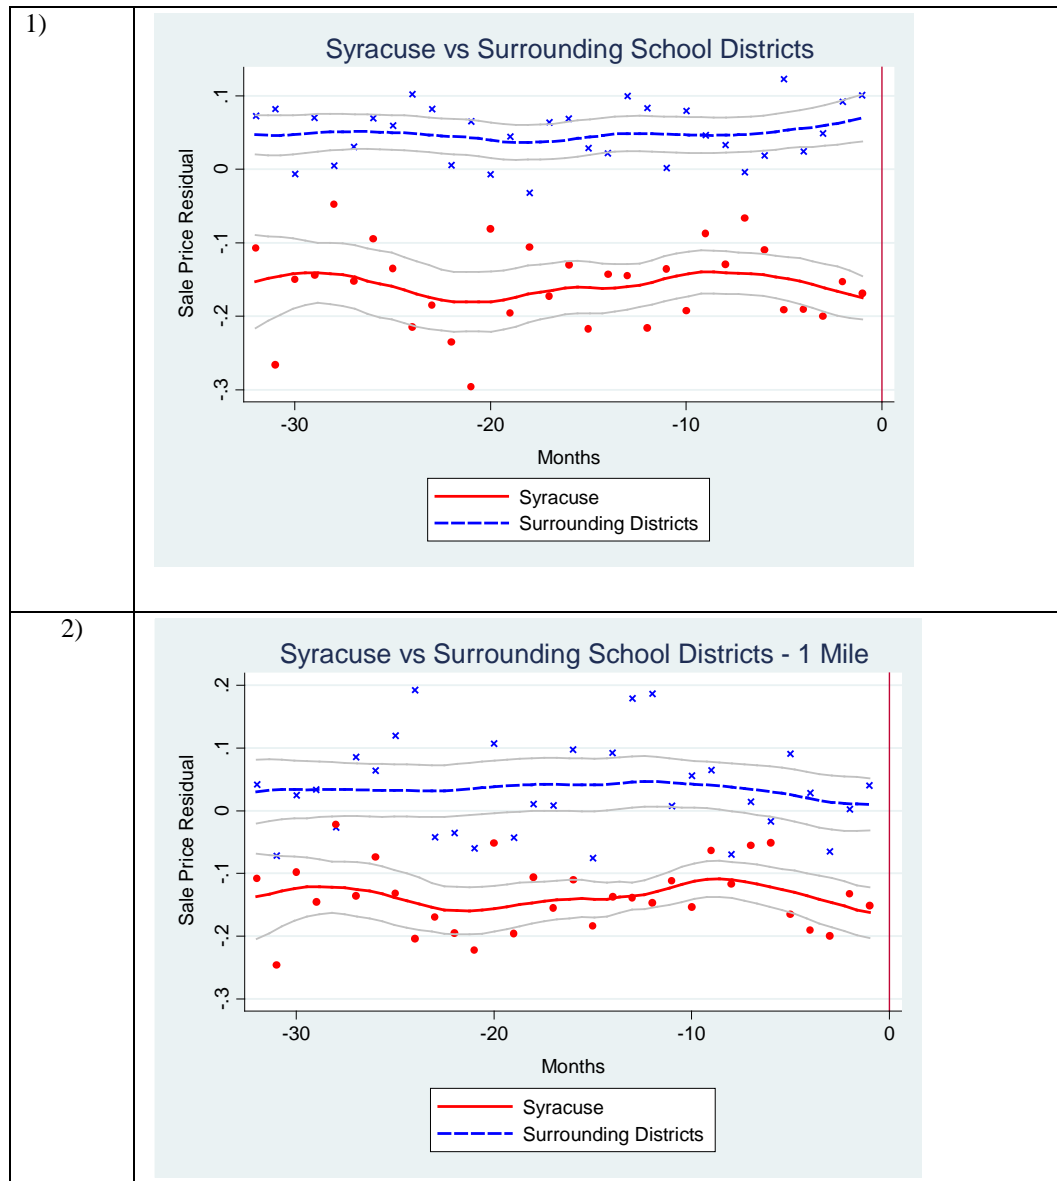 1)
Syracuse vs Surrounding School Districts
.1
0
-.1
-.2
-.3
Sale Price Residual
-30 -20 -10 0
Months
Syracuse
Surrounding Districts
2)
Syracuse vs Surrounding School Districts - 1 Mile
.2
.1
0
-.1
-.2
-.3
Sale Price Residual
-30 -20 -10 0
Months
Syracuse
Surrounding Districts